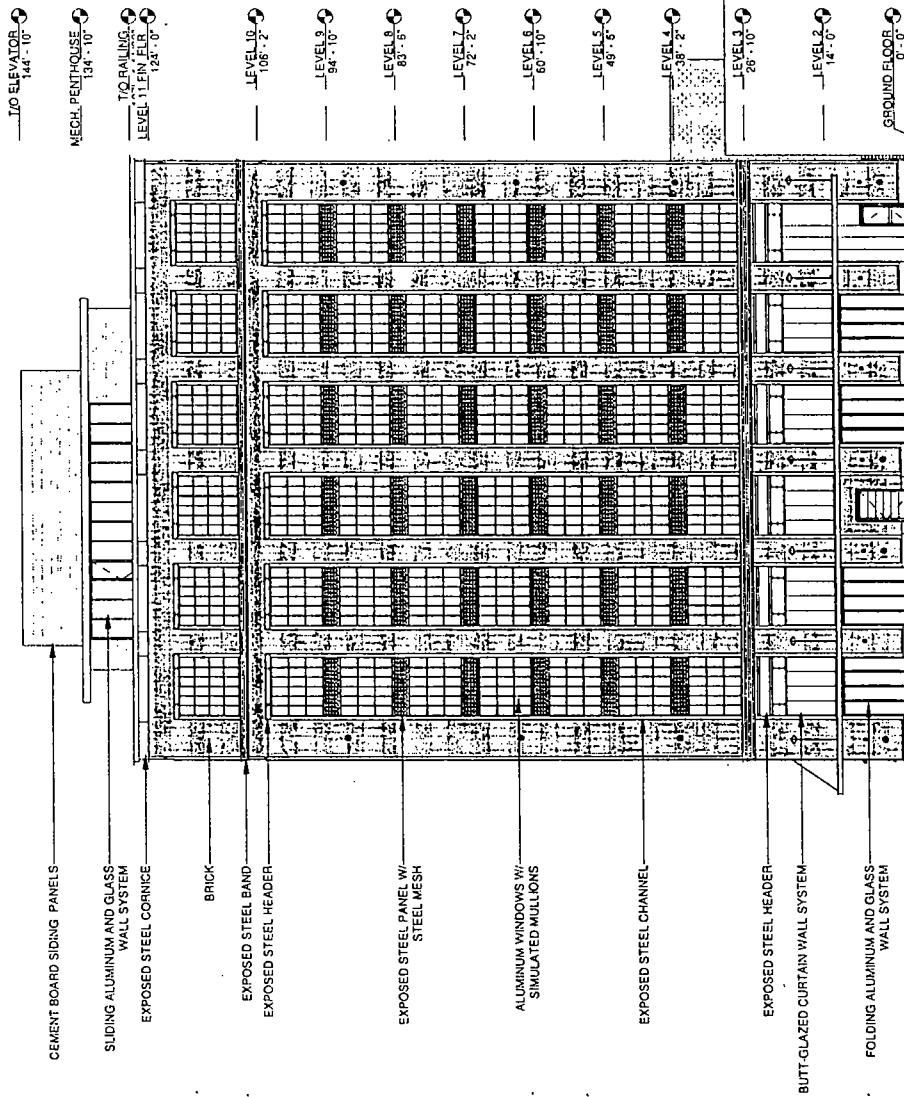 CEMENT BOARD SIDING PANELS
SLIDING ALUMINUM AND GLASS
WALL SYSTEM
EXPOSED STEEL CORNICE
BRICK
EXPOSED STEEL BAND
EXPOSED STEEL HEADER
EXPOSED STEEL PANEL W/
STEEL MESH
ALUMINUM WINDOWS W/
SIMULATED MULLIONS
EXPOSED STEEL CHANNEL
EXPOSED STEEL HEADER
BUTT-GLAZED CURTAIN WALL SYSTEM
FOLDING ALUMINUM AND GLASS
WALL SYSTEM
T/O ELEVATOR
144' - 10"
MECH. PENTHOUSE
134' - 10"
T/O RAILING
LEVEL 11 FIN. FLR
124' - 0"
LEVEL 10
106' - 2"
LEVEL 9
94' - 10"
LEVEL 8
83' - 6"
LEVEL 7
72' - 2"
LEVEL 6
60' - 10"
LEVEL 5
49' - 6"
LEVEL 4
38' - 2"
LEVEL 3
26' - 10"
LEVEL 2
14' - 0"
GROUND FLOOR
0' - 0"